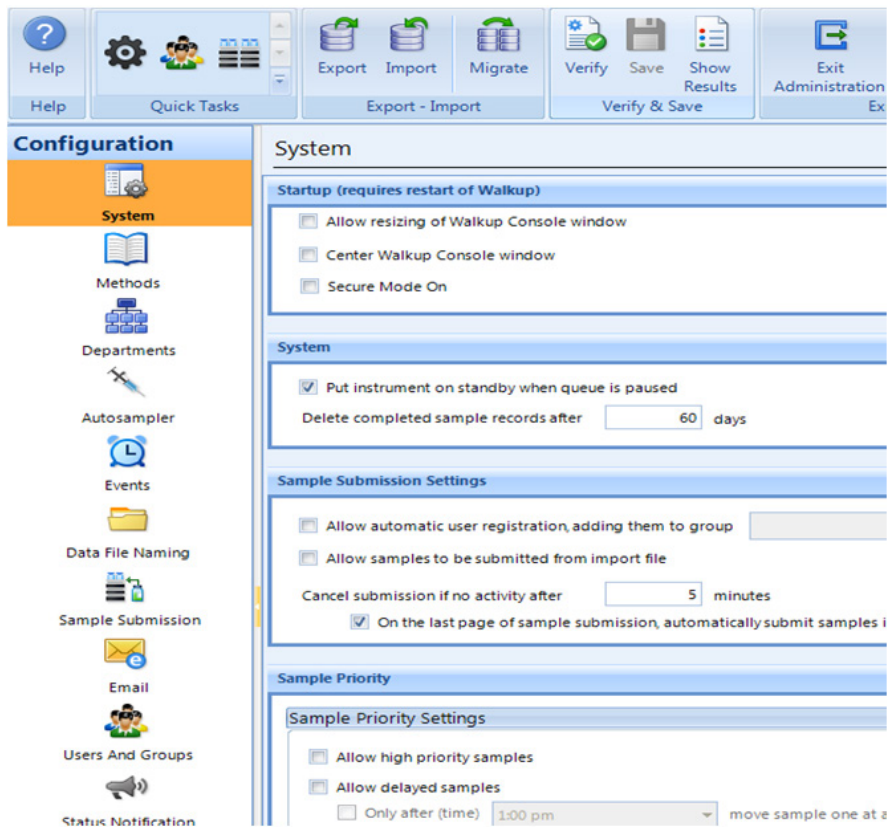 Help
Export
Import
Migrate
Verify
Save
Show Results
Exit Administration
Help
Quick Tasks
Export - Import
Verify & Save
Ex
Configuration
System
Methods
Departments
Autosampler
Events
Data File Naming
Sample Submission
Email
Users And Groups
Status Notification
System
Startup (requires restart of Walkup)
Allow resizing of Walkup Console window
Center Walkup Console window
Secure Mode On
System
Put instrument on standby when queue is paused
Delete completed sample records after 60 days
Sample Submission Settings
Allow automatic user registration, adding them to group
Allow samples to be submitted from import file
Cancel submission if no activity after 5 minutes
On the last page of sample submission, automatically submit samples i
Sample Priority
Sample Priority Settings
Allow high priority samples
Allow delayed samples
Only after (time) 1:00 pm move sample one at a